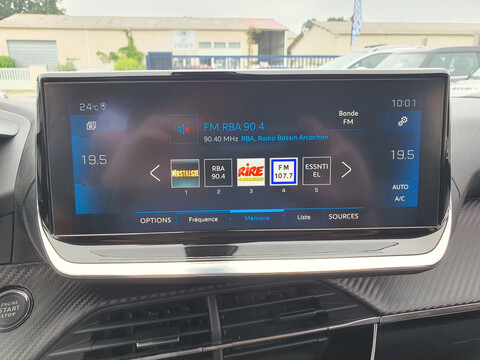 24°C
FM RBA 90.4
Bande
FM
10:01
90.40 MHz RBA, Radio Bassin Arcachon
19.5
19.5
NOSTALGIE
RBA
90.4
RIRE
FM
107.7
ESSNTI
EL
1
2
3
4
5
AUTO
A/C
OPTIONS
Fréquence
Mémoire
Liste
SOURCES
ENGINE
START
STOP